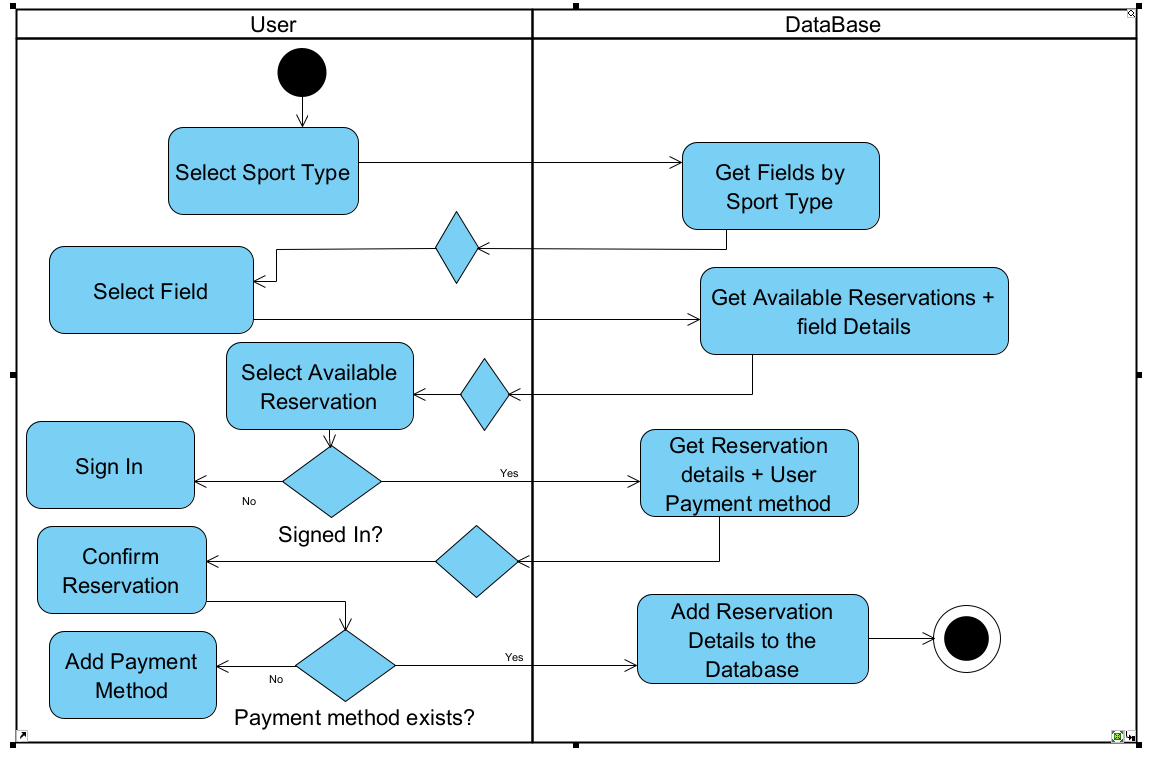 User
DataBase
Select Sport Type
Get Fields by
Sport Type
Select Field
Get Available Reservations +
field Details
Select Available
Reservation
Sign In
No
Yes
Signed In?
Get Reservation
details + User
Payment method
Confirm
Reservation
Add Payment
Method
No
Yes
Payment method exists?
Add Reservation
Details to the
Database